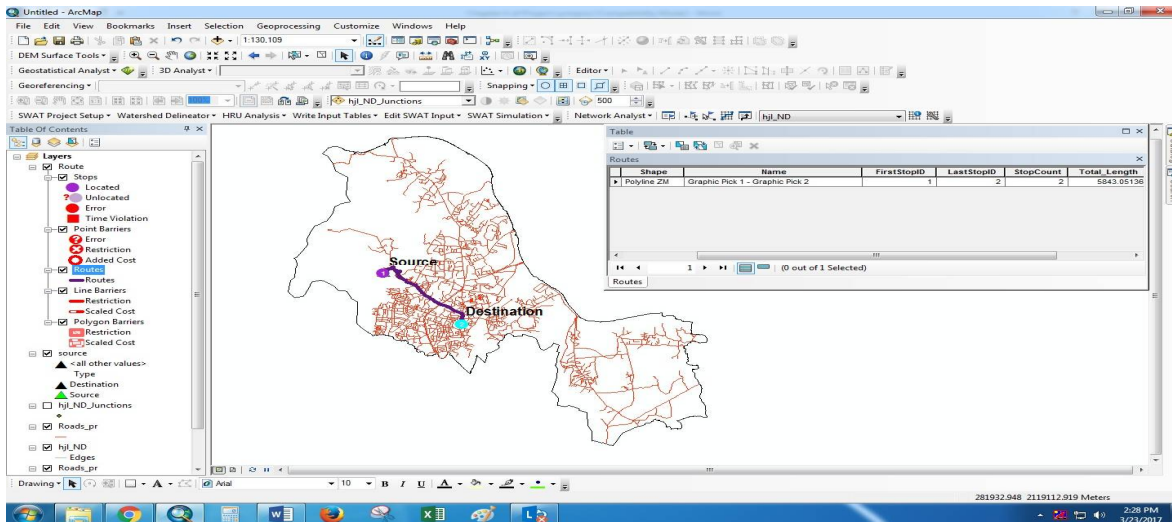 Untitled - ArcMap
File Edit View Bookmarks Insert Selection Geoprocessing Customize Windows Help
1:130,109
DEM Surface Tools
Geostatistical Analyst 3D Analyst Editor
Georeferencing Snapping
100% hjl_ND_Junctions 500
SWAT Project Setup Watershed Delineator HRU Analysis Write Input Tables Edit SWAT Input SWAT Simulation Network Analyst hjl_ND
Table Of Contents
Layers
Route
Stops
Located
Unlocated
Error
Time Violation
Point Barriers
Error
Restriction
Added Cost
Routes
Routes
Line Barriers
Restriction
Scaled Cost
Polygon Barriers
Restriction
Scaled Cost
source
<all other values>
Type
Destination
Source
hjl_ND_Junctions
Roads_pr
hjl_ND
Edges
Roads_pr
Source
1
Destination
Table
Routes
Shape Name FirstStopID LastStopID StopCount Total_Length
Polyline ZM Graphic Pick 1 - Graphic Pick 2 1 2 2 5843.05136
1 (0 out of 1 Selected)
Routes
Drawing A Arial 10 B I U A
281932.948 2119112.919 Meters
2:28 PM
3/23/2017